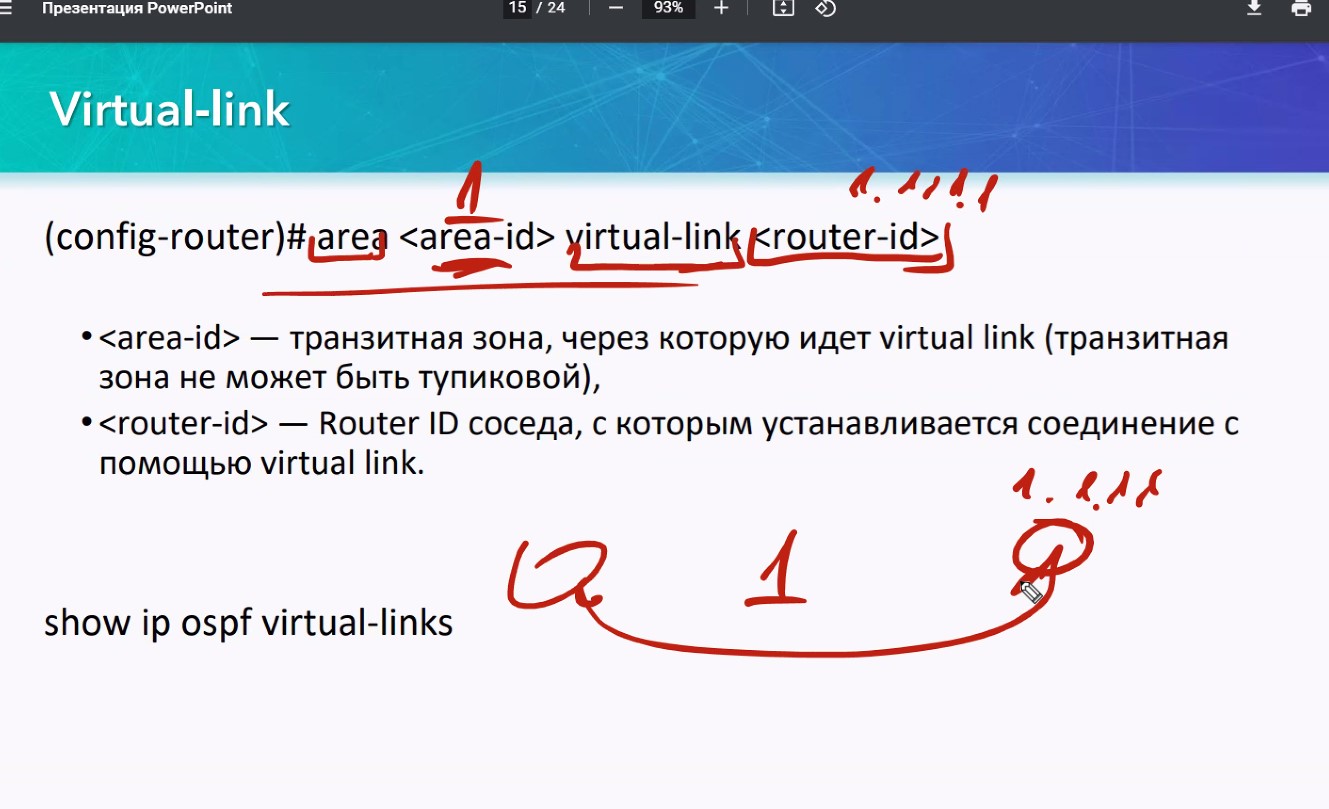 Презентация PowerPoint
15 / 24
93%
Virtual-link
1
1.1.1.1
(config-router)# area <area-id> virtual-link <router-id>
•<area-id> — транзитная зона, через которую идет virtual link (транзитная
зона не может быть тупиковой),
•<router-id> — Router ID соседа, с которым устанавливается соединение с
помощью virtual link.
1.1.1.1
1
show ip ospf virtual-links